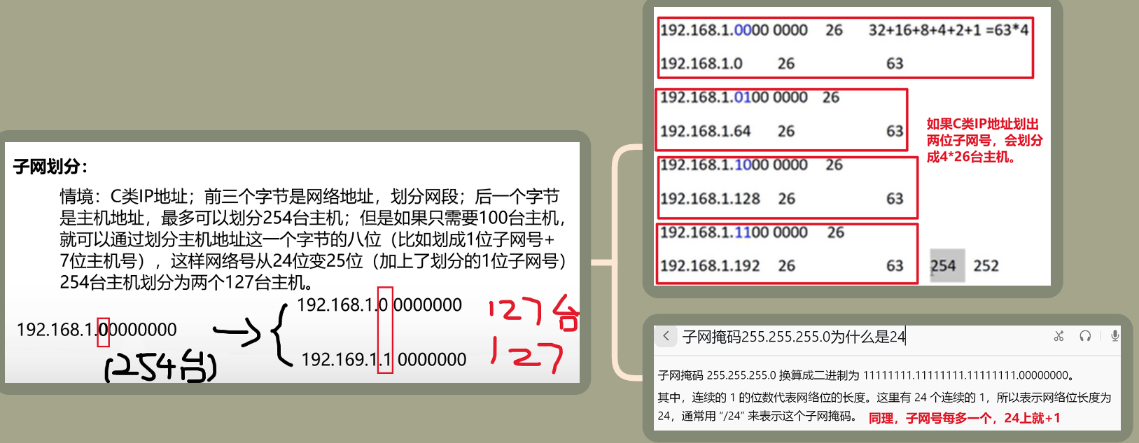 子网划分：
情境：C类IP地址；前三个字节是网络地址，划分网段；后一个字节
是主机地址，最多可以划分254台主机；但是如果只需要100台主机，
就可以通过划分主机地址这一个字节的八位（比如划成1位子网号+
7位主机号），这样网络号从24位变25位（加上了划分的1位子网号）
254台主机划分为两个127台主机。
192.168.1.0 0000000 127台
192.168.1.00000000
(254台)
192.169.1.1 0000000 127
192.168.1.0000 0000 26 32+16+8+4+2+1 =63*4
192.168.1.0 26 63
192.168.1.0100 0000 26
192.168.1.64 26 63
如果C类IP地址划出
两位子网号，会划分
成4*26台主机。
192.168.1.1000 0000 26
192.168.1.128 26 63
192.168.1.1100 0000 26
192.168.1.192 26 63 254 252
子网掩码255.255.255.0为什么是24
子网掩码 255.255.255.0 换算成二进制为 11111111.11111111.11111111.00000000。
其中，连续的 1 的位数代表网络位的长度。这里有 24 个连续的 1，所以表示网络位长度为
24，通常用 “/24” 来表示这个子网掩码。 同理，子网号每多一个，24上就+1